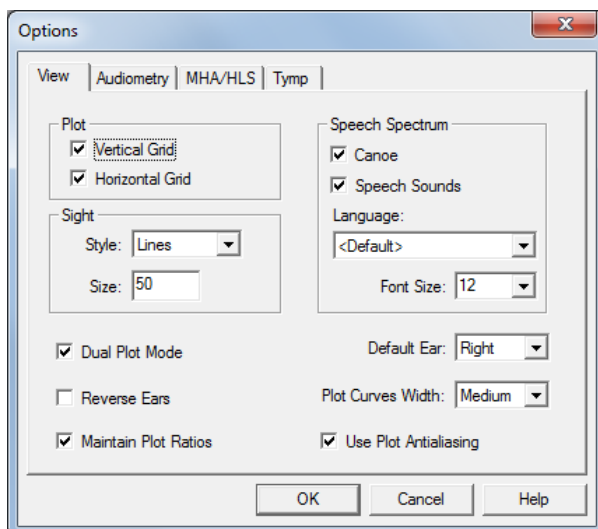 Options
View Audiometry MHA/HLS Tymp
Plot
Vertical Grid
Horizontal Grid
Sight
Style: Lines
Size: 50
Speech Spectrum
Canoe
Speech Sounds
Language:
<Default>
Font Size: 12
Dual Plot Mode
Default Ear: Right
Reverse Ears
Plot Curves Width: Medium
Maintain Plot Ratios
Use Plot Antialiasing
OK Cancel Help